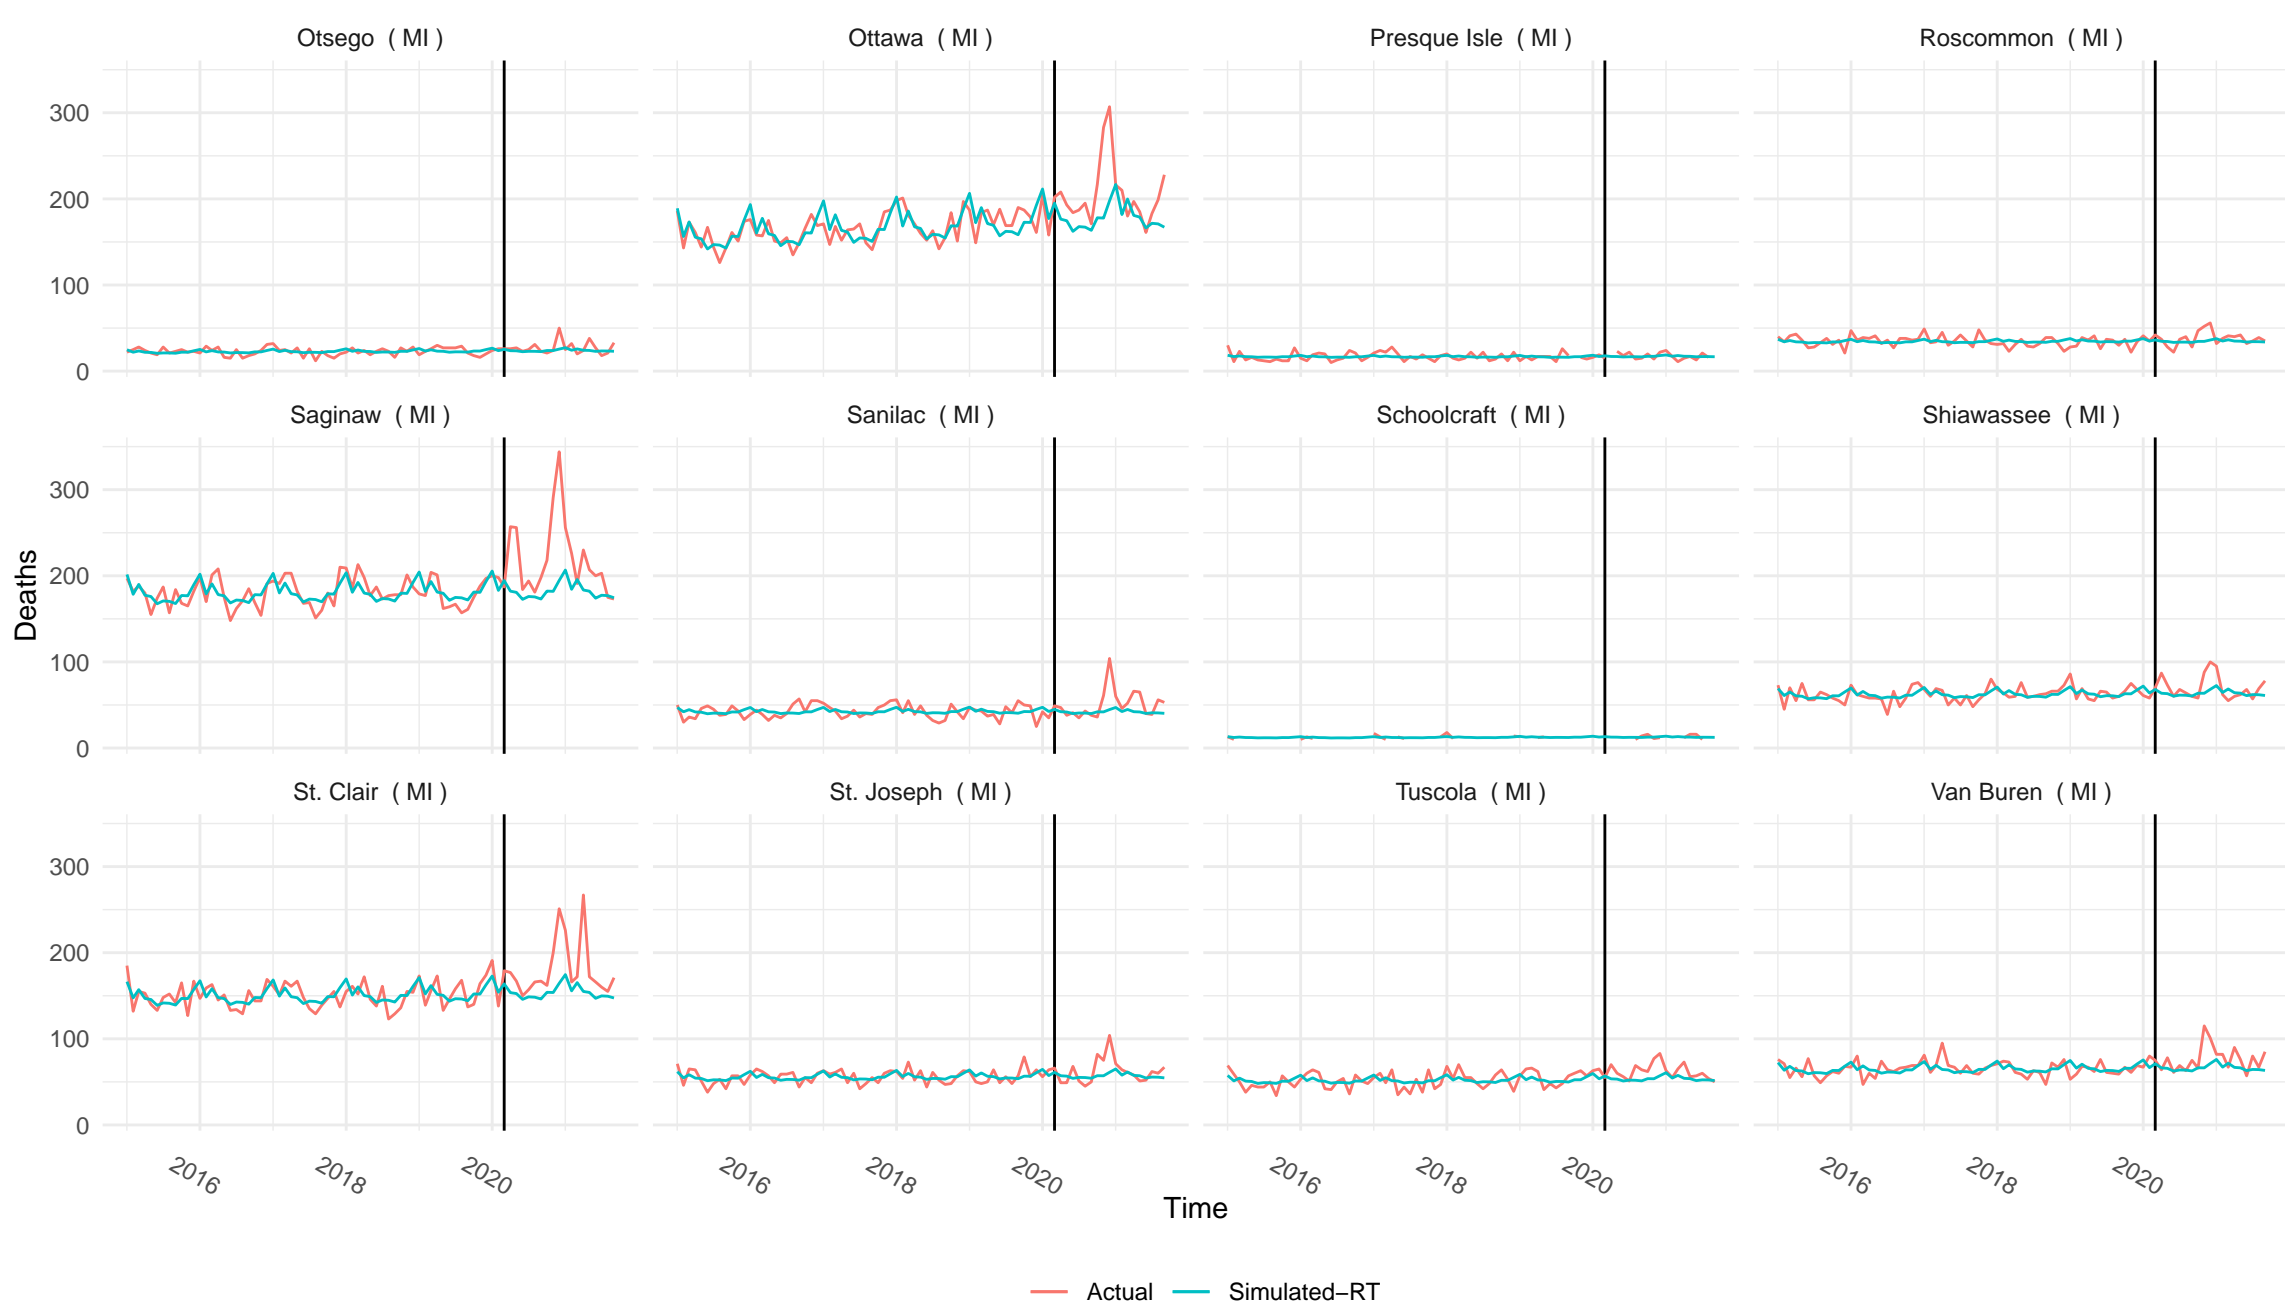 Otsego ( MI )
Ottawa ( MI )
Presque Isle ( MI )
Roscommon ( MI )
300
200
100
0
Saginaw ( MI )
Sanilac ( MI )
Schoolcraft ( MI )
Shiawassee ( MI )
300
200
100
0
Deaths
St. Clair ( MI )
St. Joseph ( MI )
Tuscola ( MI )
Van Buren ( MI )
300
200
100
0
2016 2018 2020 2016 2018 2020 2016 2018 2020 2016 2018 2020
Time
Actual Simulated−RT